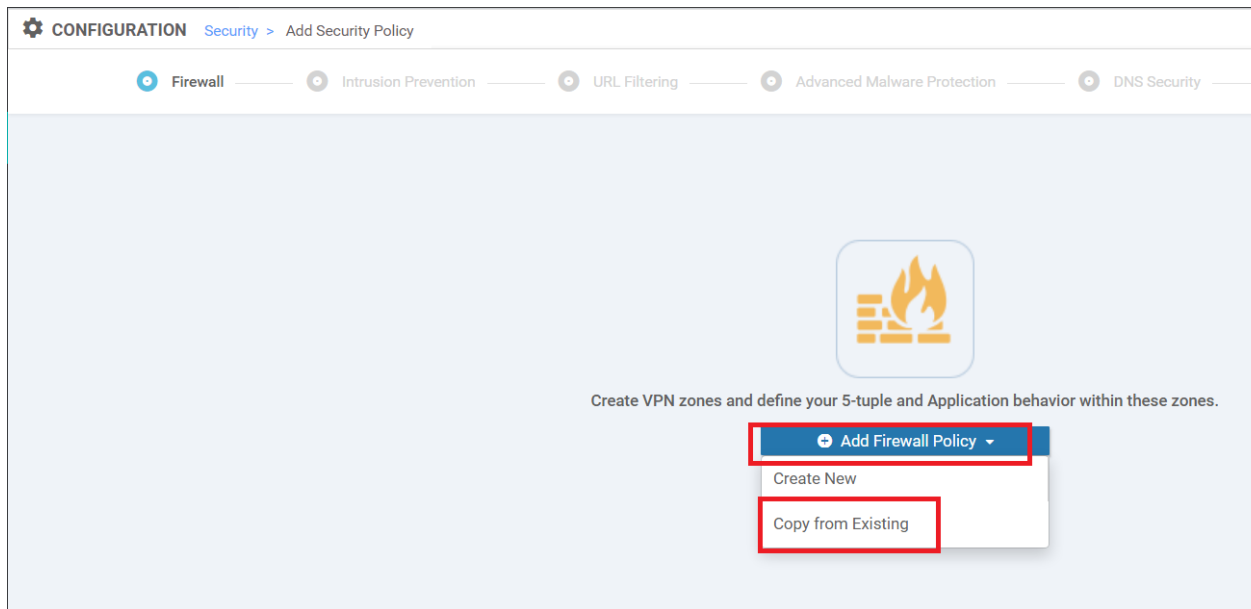 CONFIGURATION Security > Add Security Policy
Firewall Intrusion Prevention URL Filtering Advanced Malware Protection DNS Security
Create VPN zones and define your 5-tuple and Application behavior within these zones.
Add Firewall Policy
Create New
Copy from Existing